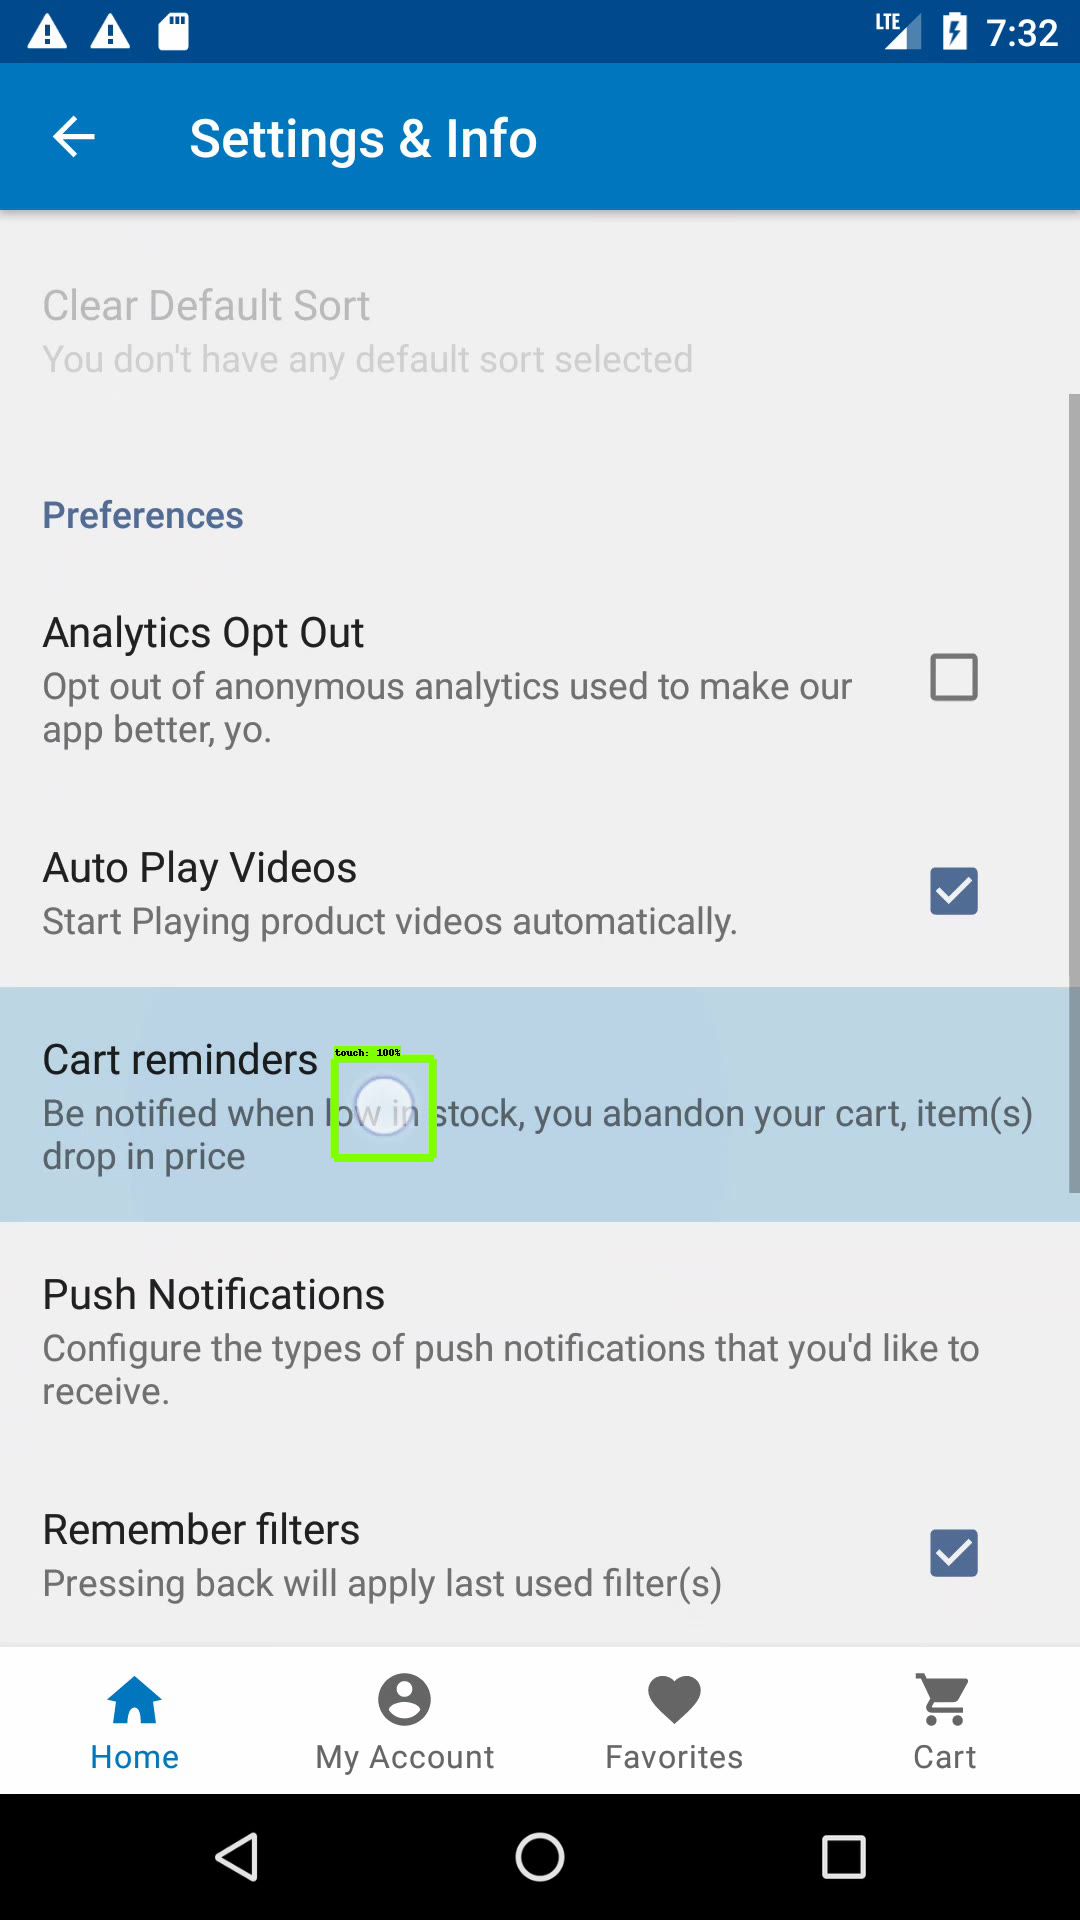 LTE 7:32
Settings & Info
Clear Default Sort
You don't have any default sort selected
Preferences
Analytics Opt Out
Opt out of anonymous analytics used to make our
app better, yo.
Auto Play Videos
Start Playing product videos automatically.
Cart reminders
touch: 100%
Be notified when low in stock, you abandon your cart, item(s)
drop in price
Push Notifications
Configure the types of push notifications that you'd like to
receive.
Remember filters
Pressing back will apply last used filter(s)
Home My Account Favorites Cart